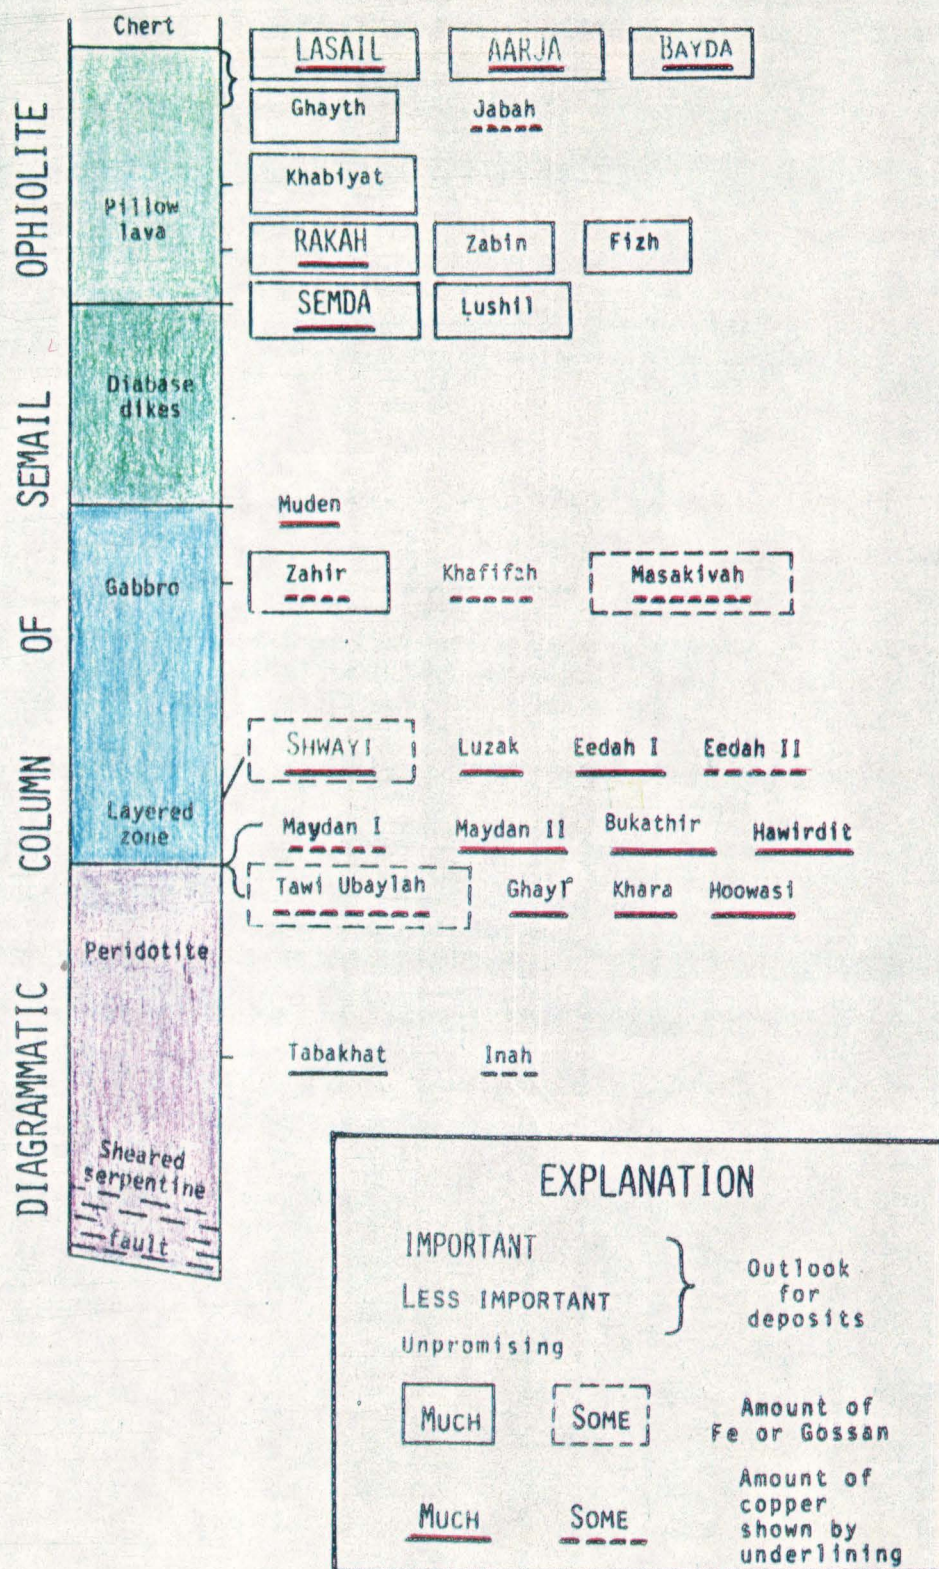 DIAGRAMMATIC COLUMN OF SEMAIL OPHIOLITE
Chert
LASAIL AARJA BAYDA
Ghayth Jabah
Khabiyat
Pillow
lava
RAKAH Zabin Fizh
SEMDA Lushil
Diabase
dikes
Muden
Gabbro
Zahir Khafifah Masakivah
SHWAYI Luzak Eedah I Eedah II
Layered
zone
Maydan I Maydan II Bukathir Hawirdit
Tawi Ubaylah Ghayr Khara Hoowasi
Peridotite
Tabakhat Inah
Sheared
serpentine
fault
EXPLANATION
IMPORTANT
LESS IMPORTANT
Unpromising
Outlook
for
deposits
MUCH SOME
Amount of
Fe or Gossan
MUCH SOME
Amount of
copper
shown by
underlining